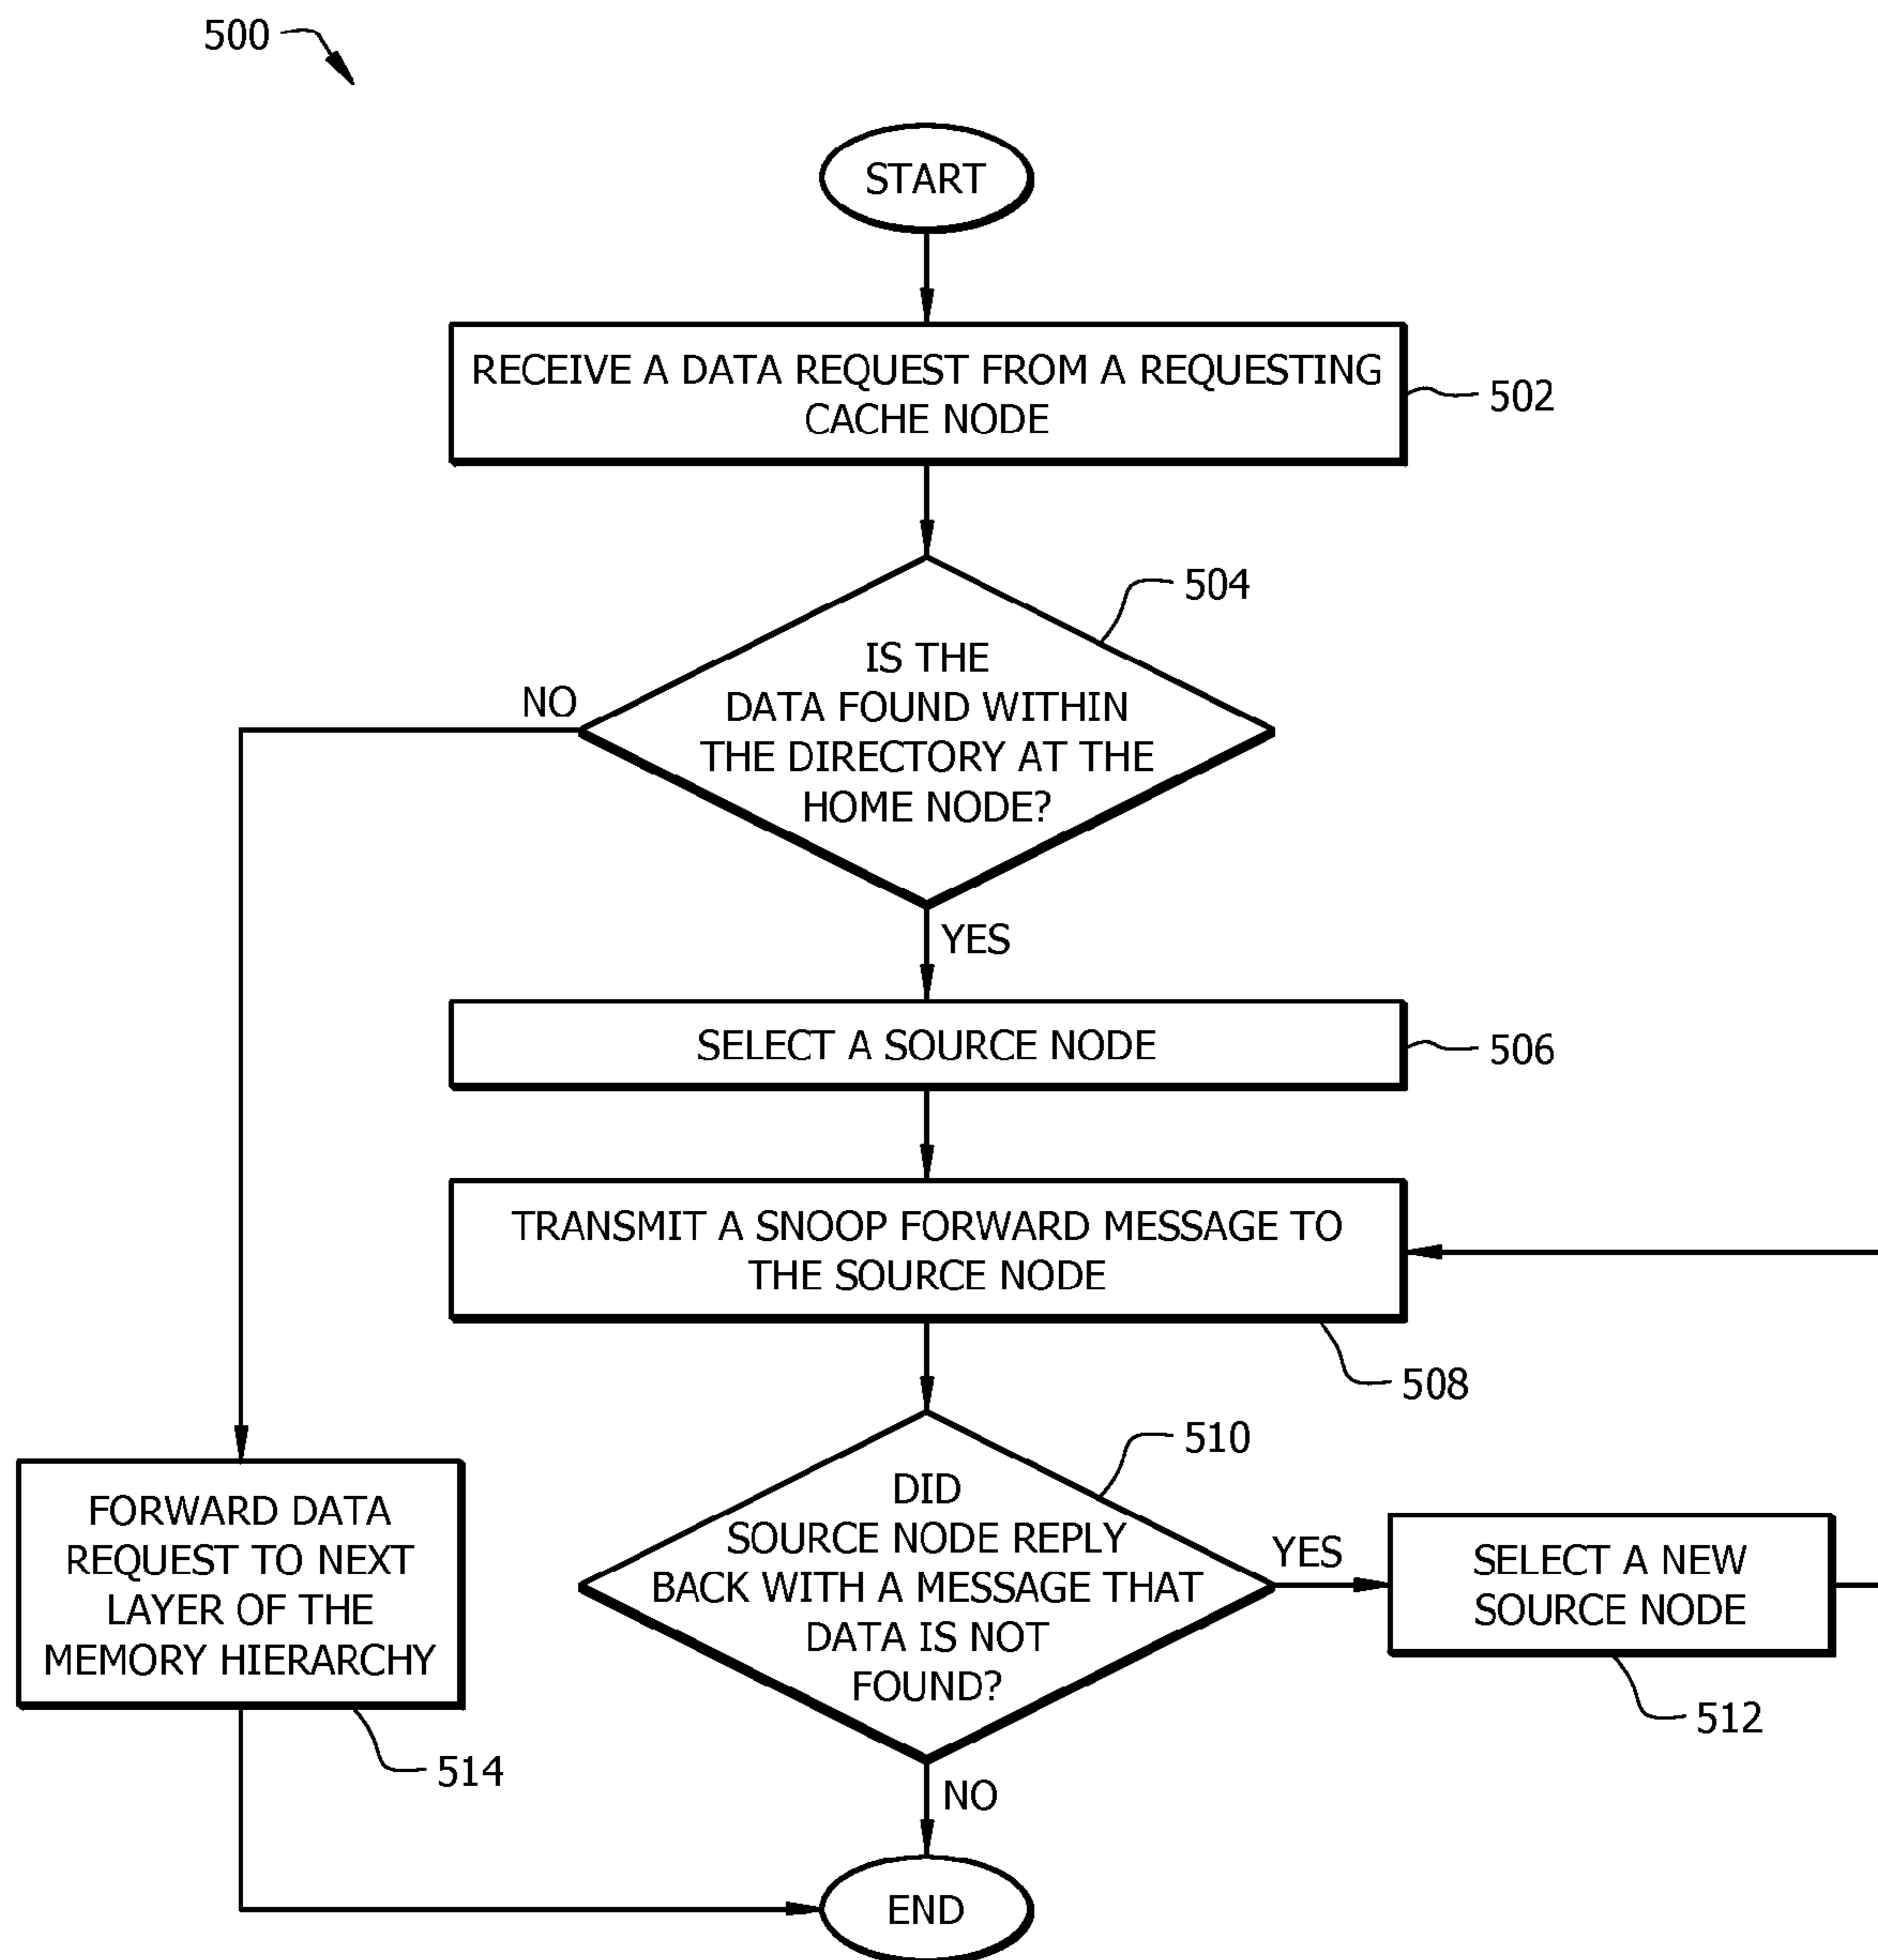 500
START
RECEIVE A DATA REQUEST FROM A REQUESTING
CACHE NODE
502
504
IS THE
DATA FOUND WITHIN
THE DIRECTORY AT THE
HOME NODE?
NO
YES
SELECT A SOURCE NODE
506
TRANSMIT A SNOOP FORWARD MESSAGE TO
THE SOURCE NODE
508
510
DID
SOURCE NODE REPLY
BACK WITH A MESSAGE THAT
DATA IS NOT
FOUND?
YES
SELECT A NEW
SOURCE NODE
512
FORWARD DATA
REQUEST TO NEXT
LAYER OF THE
MEMORY HIERARCHY
514
NO
END